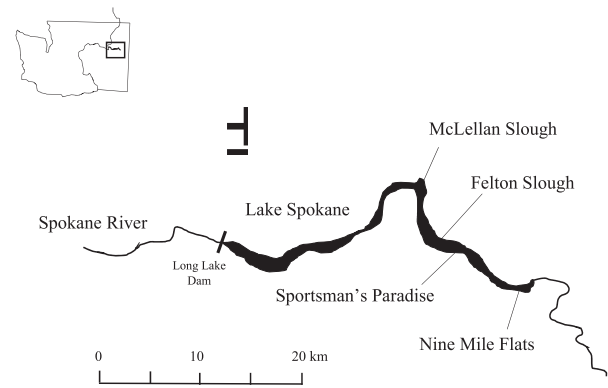 McLellan Slough
Felton Slough
Lake Spokane
Spokane River
Long Lake
Dam
Sportsman's Paradise
Nine Mile Flats
0 10 20 km